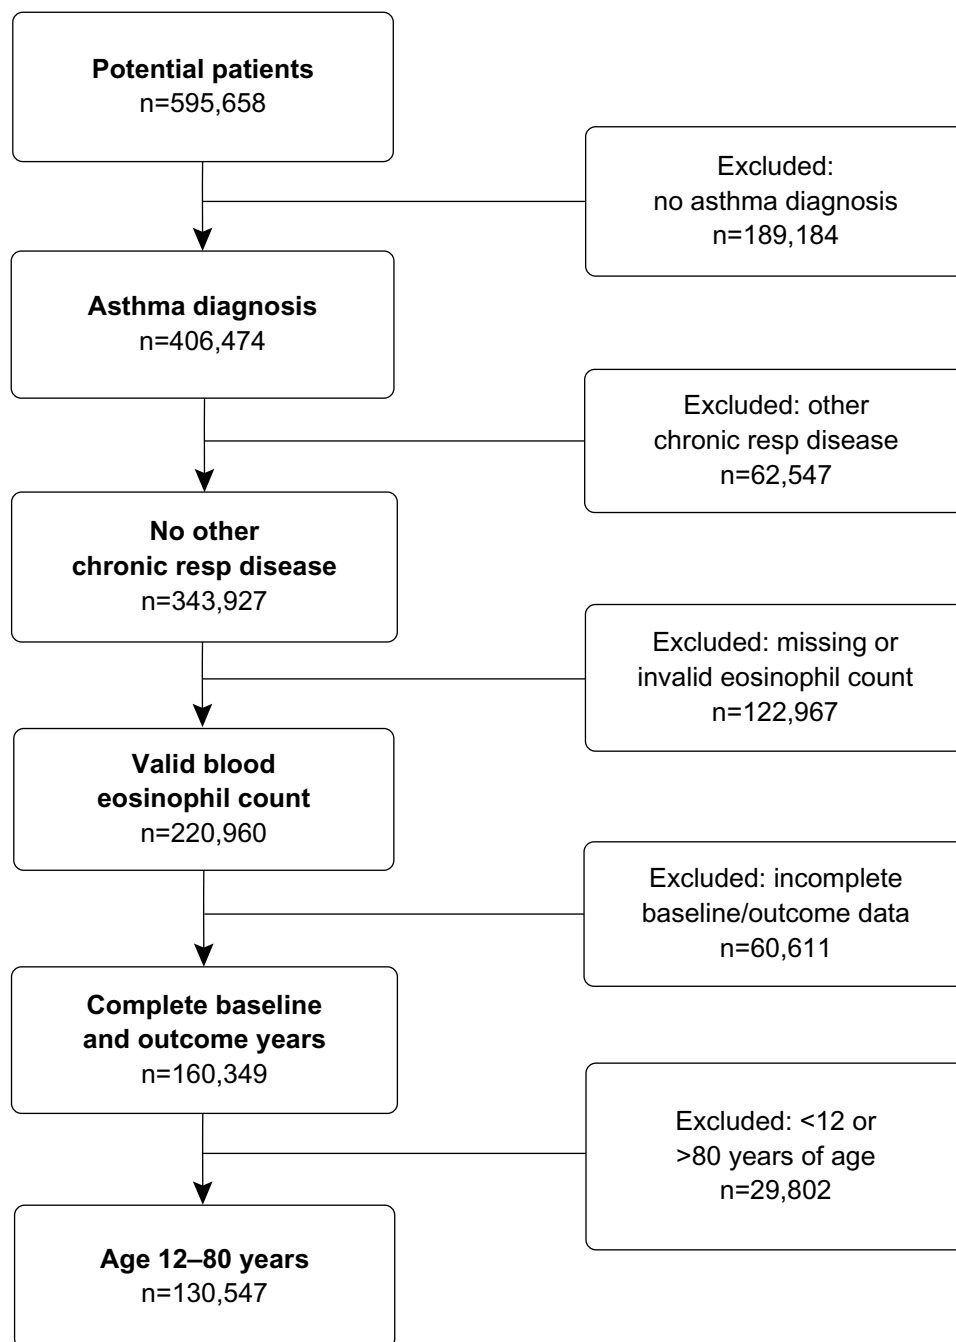 Potential patients
n=595,658
Excluded:
no asthma diagnosis
n=189,184
Asthma diagnosis
n=406,474
Excluded: other
chronic resp disease
n=62,547
No other
chronic resp disease
n=343,927
Excluded: missing or
invalid eosinophil count
n=122,967
Valid blood
eosinophil count
n=220,960
Excluded: incomplete
baseline/outcome data
n=60,611
Complete baseline
and outcome years
n=160,349
Excluded: <12 or
>80 years of age
n=29,802
Age 12–80 years
n=130,547